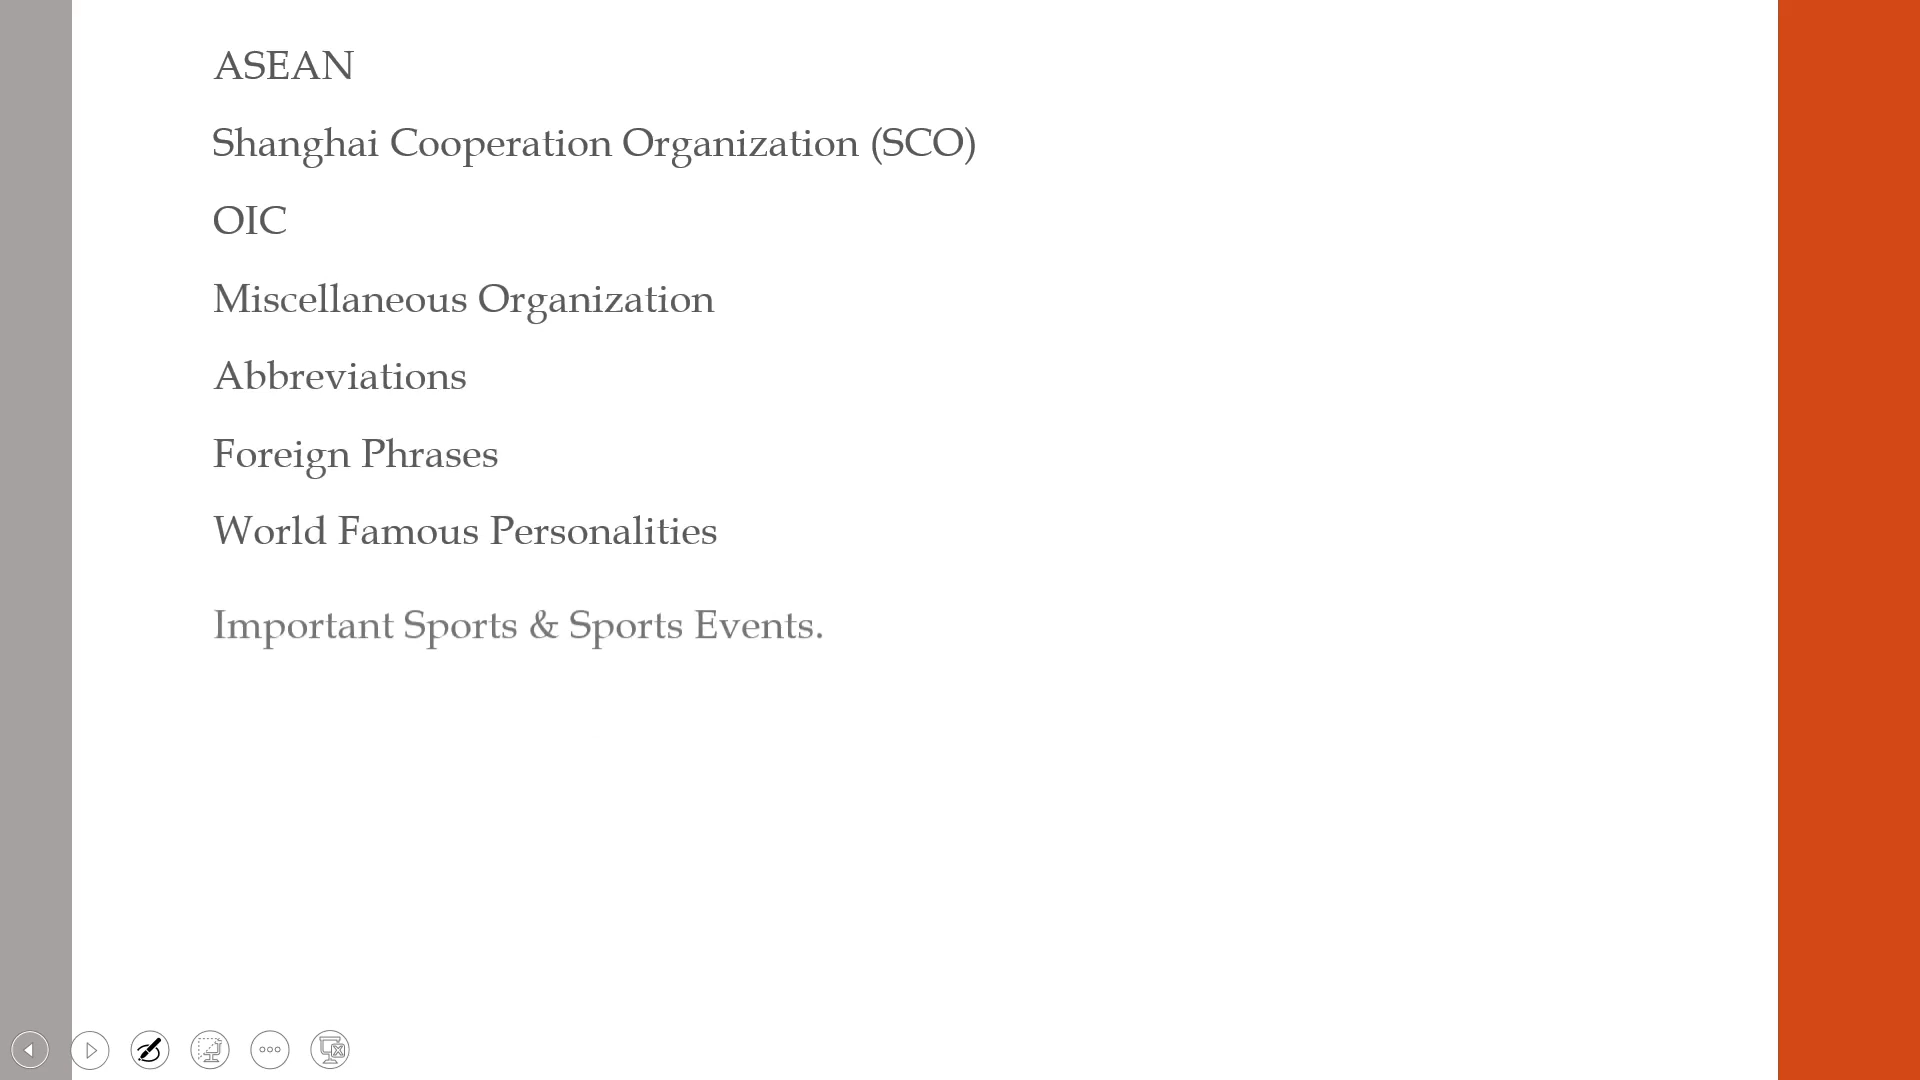 ASEAN
Shanghai Cooperation Organization (SCO)
OIC
Miscellaneous Organization
Abbreviations
Foreign Phrases
World Famous Personalities
Important Sports & Sports Events.